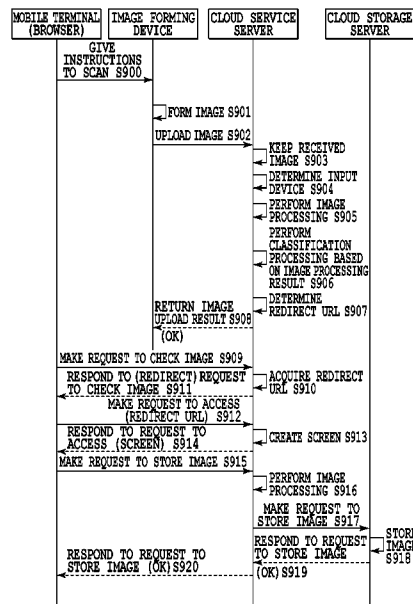 MOBILE TERMINAL
(BROWSER)
IMAGE FORMING
DEVICE
CLOUD SERVICE
SERVER
CLOUD STORAGE
SERVER
GIVE
INSTRUCTIONS
TO SCAN S900
FORM IMAGE S901
UPLOAD IMAGE S902
KEEP RECEIVED
IMAGE S903
DETERMINE INPUT
DEVICE S904
PERFORM IMAGE
PROCESSING S905
PERFORM
CLASSIFICATION
PROCESSING BASED
ON IMAGE PROCESSING
RESULT S906
DETERMINE
REDIRECT URL S907
RETURN IMAGE
UPLOAD RESULT S908
(OK)
MAKE REQUEST TO CHECK IMAGE S909
ACQUIRE REDIRECT
URL S910
RESPOND TO (REDIRECT) REQUEST
TO CHECK IMAGE S911
MAKE REQUEST TO ACCESS
(REDIRECT URL) S912
CREATE SCREEN S913
RESPOND TO REQUEST TO
ACCESS (SCREEN) S914
MAKE REQUEST TO STORE IMAGE S915
PERFORM IMAGE
PROCESSING S916
MAKE REQUEST TO
STORE IMAGE S917
STORE
IMAGE
S918
RESPOND TO REQUEST
TO STORE IMAGE
(OK) S919
RESPOND TO REQUEST TO
STORE IMAGE (OK) S920